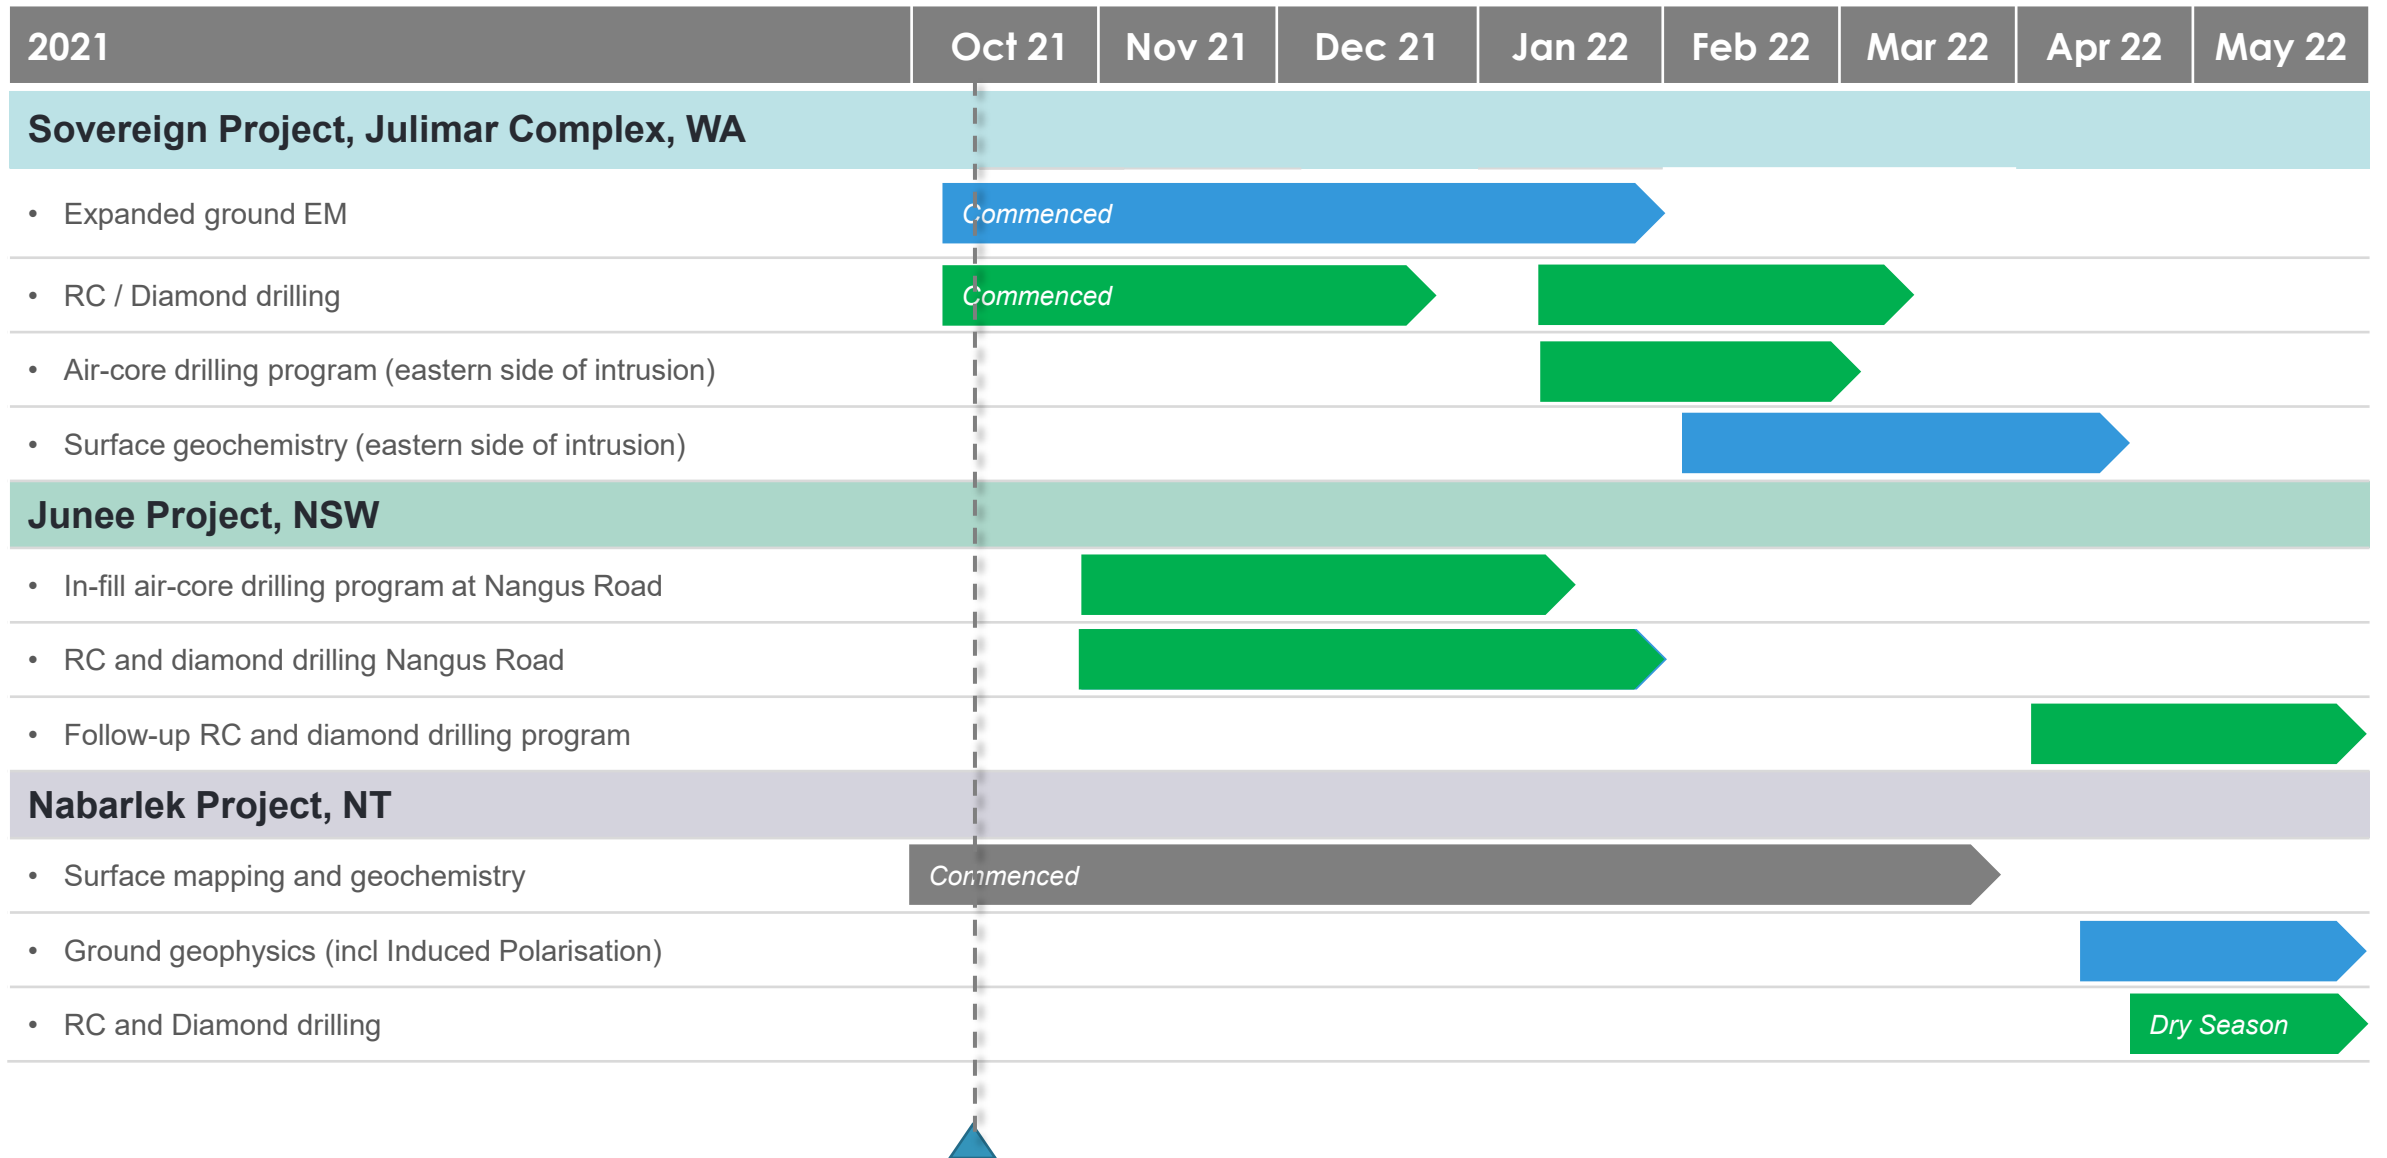 2021 Oct 21 Nov 21 Dec 21 Jan 22 Feb 22 Mar 22 Apr 22 May 22
Sovereign Project, Julimar Complex, WA
• Expanded ground EM Commenced
• RC / Diamond drilling Commenced
• Air-core drilling program (eastern side of intrusion)
• Surface geochemistry (eastern side of intrusion)
Junee Project, NSW
• In-fill air-core drilling program at Nangus Road
• RC and diamond drilling Nangus Road
• Follow-up RC and diamond drilling program
Nabarlek Project, NT
• Surface mapping and geochemistry Commenced
• Ground geophysics (incl Induced Polarisation)
• RC and Diamond drilling Dry Season